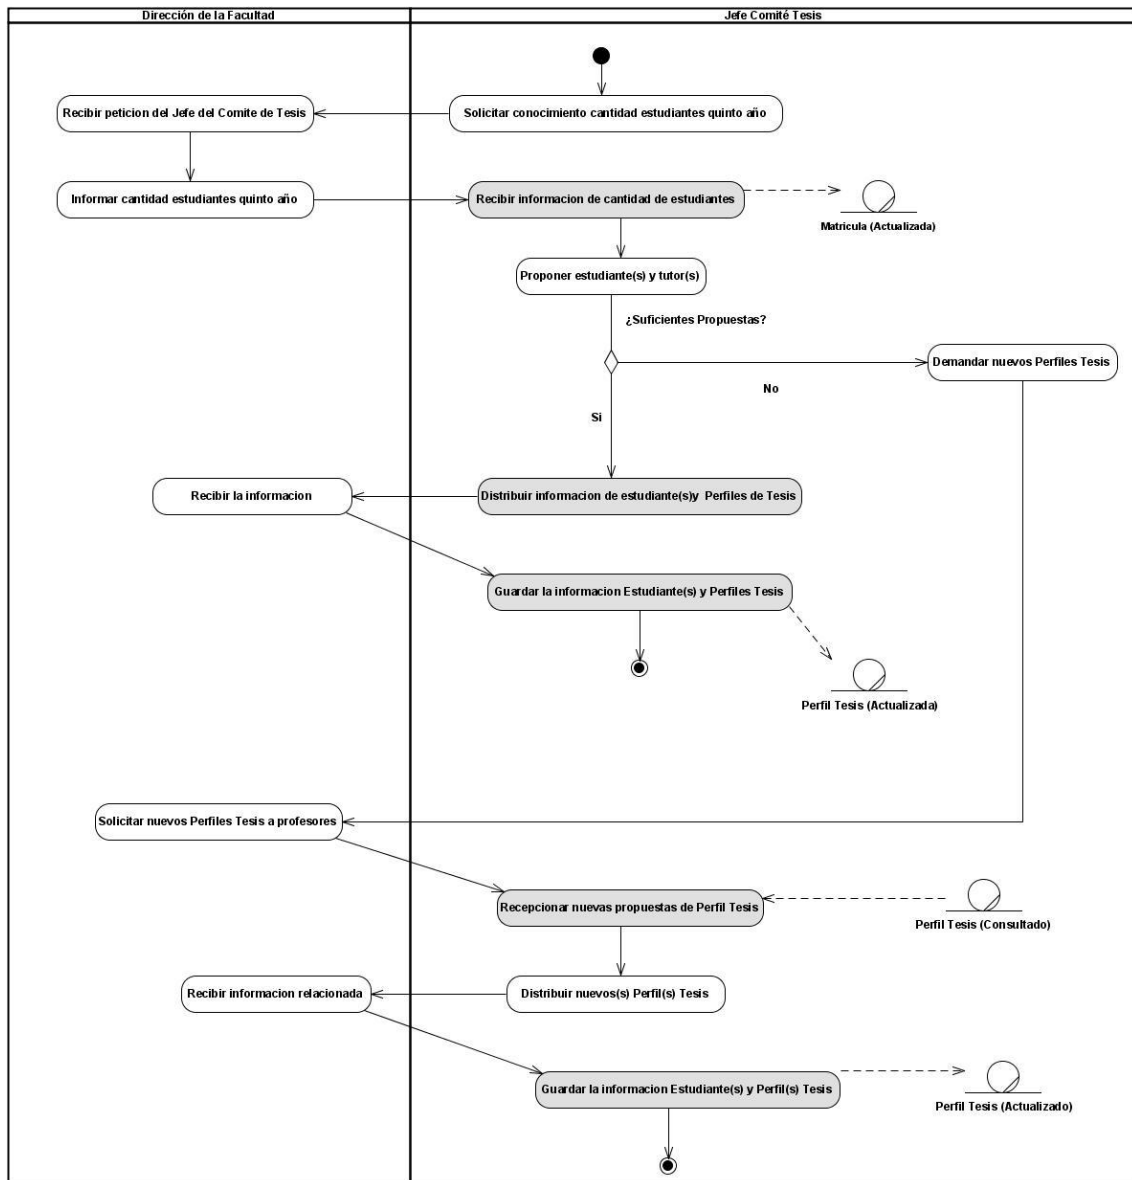 Dirección de la Facultad
Jefe Comité Tesis
Solicitar conocimiento cantidad estudiantes quinto año
Recibir peticion del Jefe del Comite de Tesis
Informar cantidad estudiantes quinto año
Recibir informacion de cantidad de estudiantes
Matricula (Actualizada)
Proponer estudiante(s) y tutor(s)
¿Suficientes Propuestas?
Demandar nuevos Perfiles Tesis
No
Si
Recibir la informacion
Distribuir informacion de estudiante(s)y Perfiles de Tesis
Guardar la informacion Estudiante(s) y Perfiles Tesis
Perfil Tesis (Actualizada)
Solicitar nuevos Perfiles Tesis a profesores
Recepcionar nuevas propuestas de Perfil Tesis
Perfil Tesis (Consultado)
Recibir informacion relacionada
Distribuir nuevos(s) Perfil(s) Tesis
Guardar la informacion Estudiante(s) y Perfil(s) Tesis
Perfil Tesis (Actualizado)